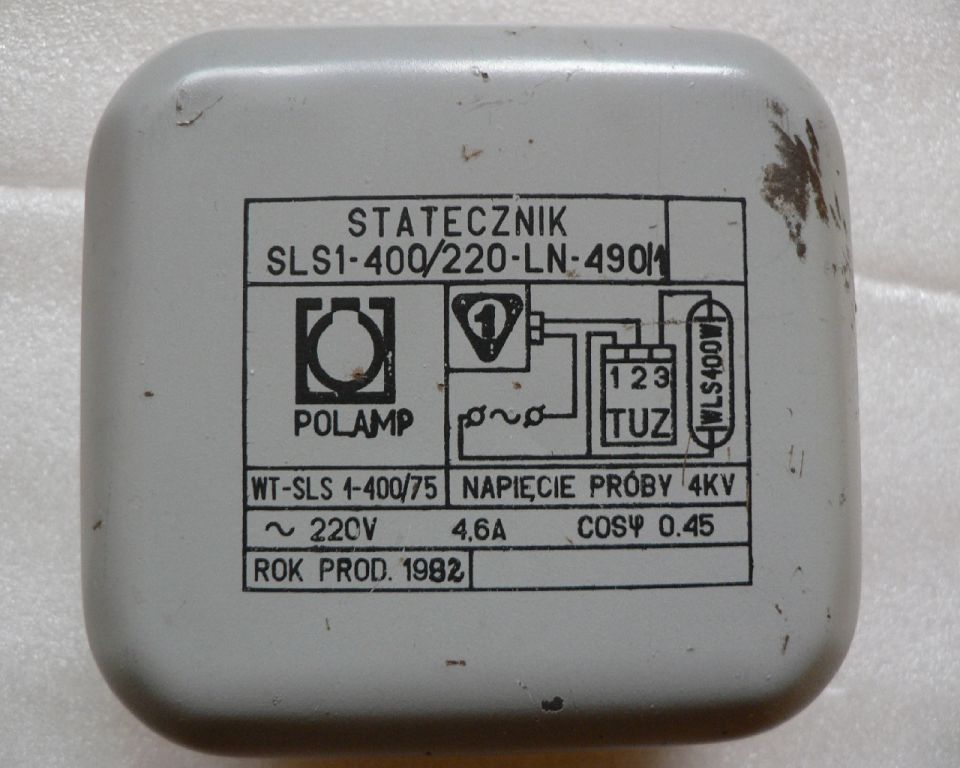 STATECZNIK
SLS1-400/220-LN-490/1
1
POLAMP
1 2 3
TUZ
WLS400W
WT-SLS 1-400/75
NAPIĘCIE PRÓBY 4KV
~ 220V 4,6A COSφ 0.45
ROK PROD. 1982